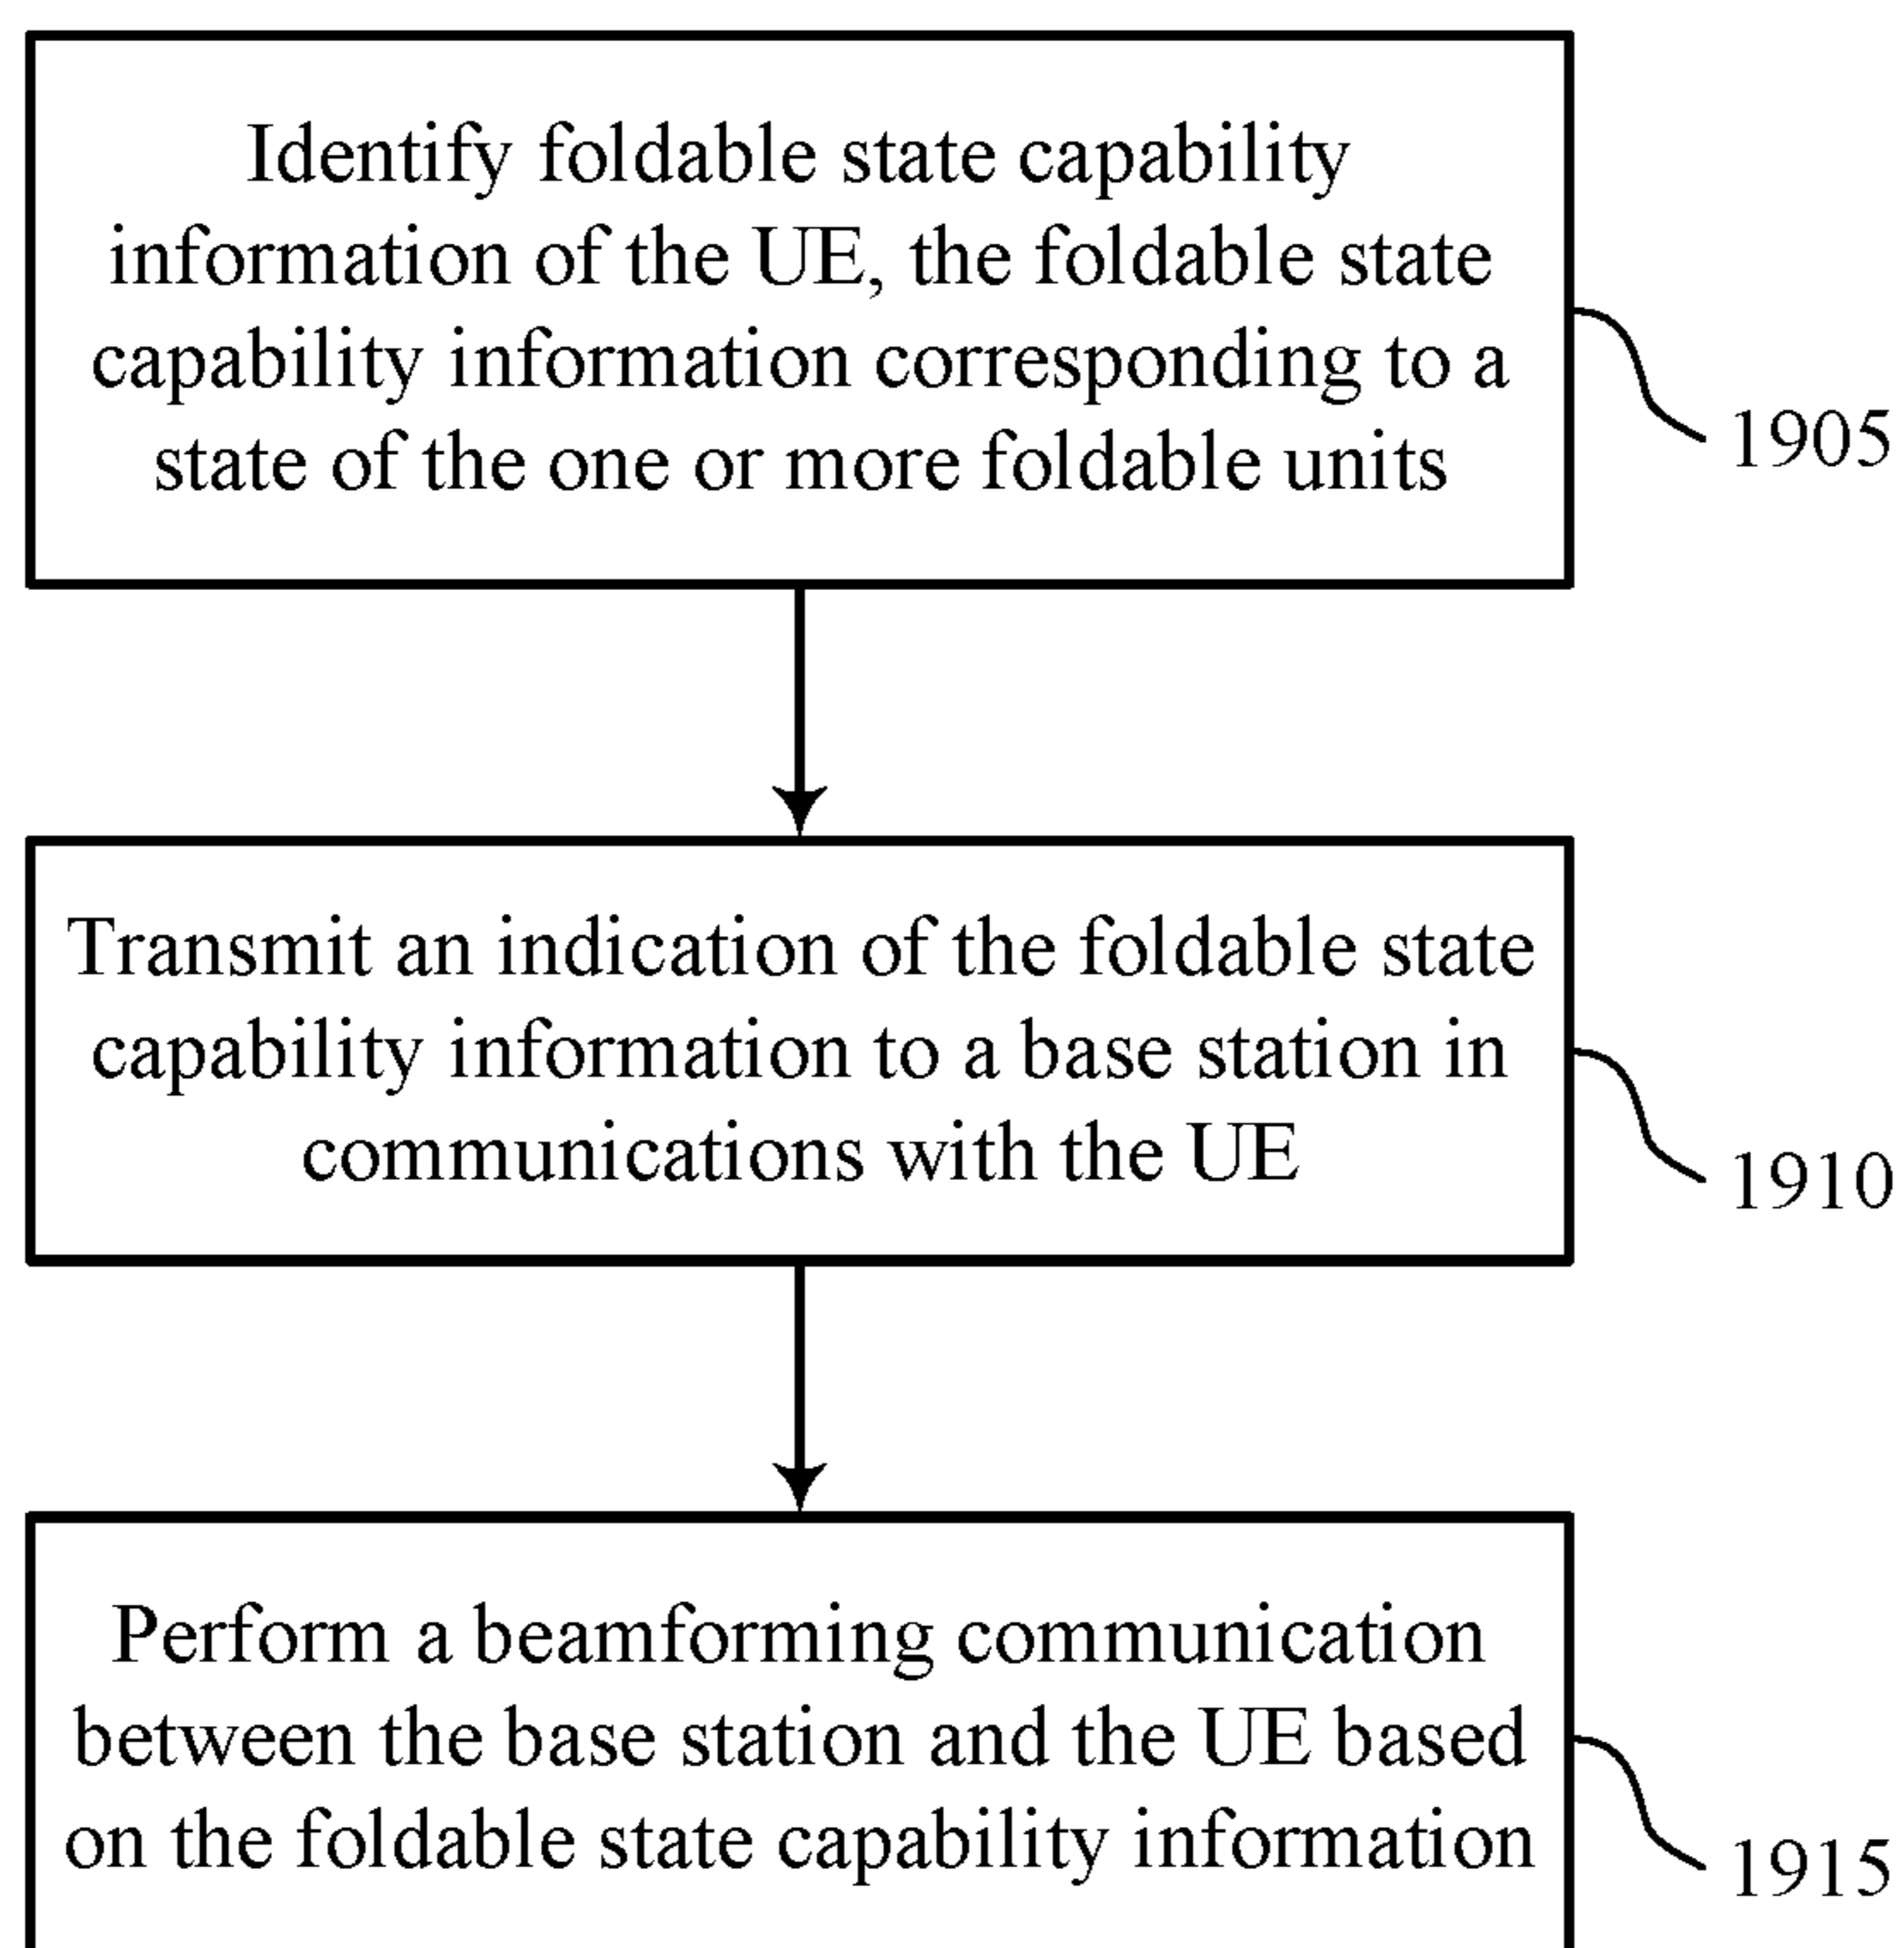 Identify foldable state capability
information of the UE, the foldable state
capability information corresponding to a
state of the one or more foldable units
1905
Transmit an indication of the foldable state
capability information to a base station in
communications with the UE
1910
Perform a beamforming communication
between the base station and the UE based
on the foldable state capability information
1915